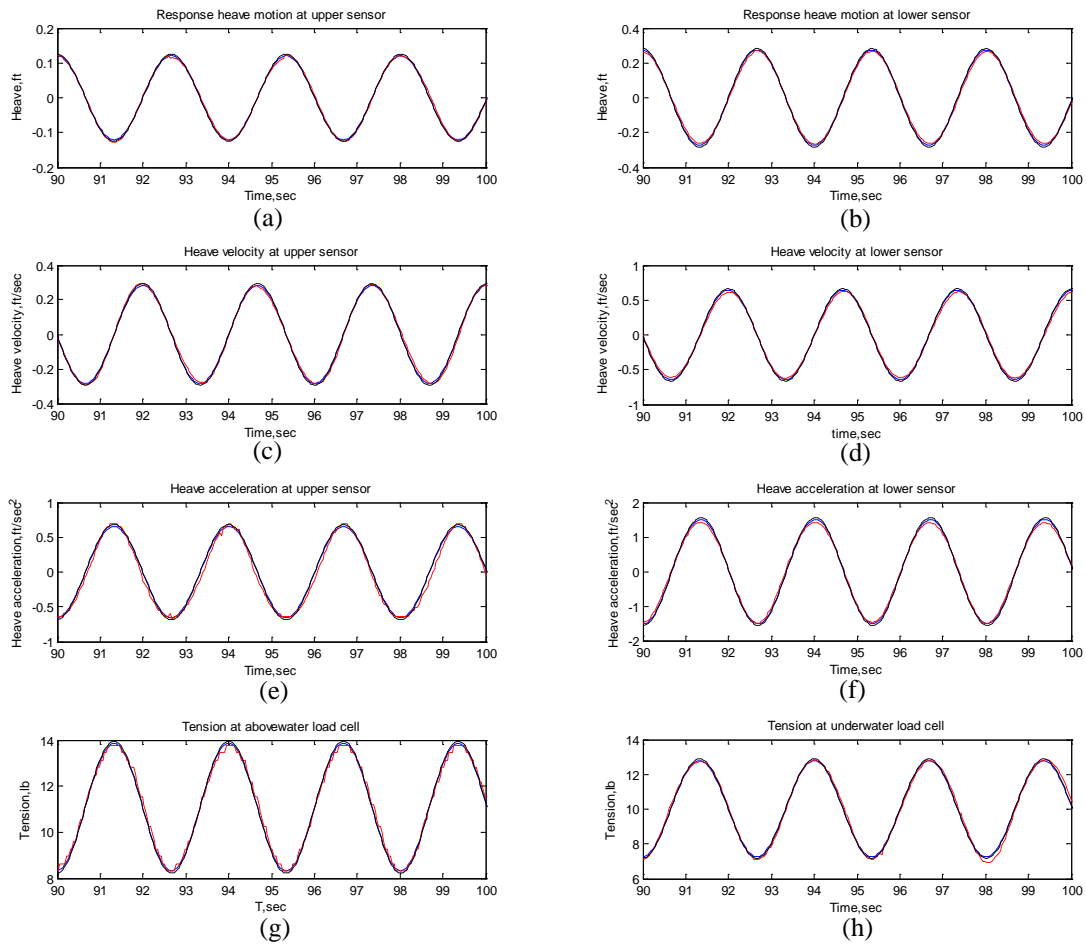 Response heave motion at upper sensor
0.2
0.1
0
-0.1
-0.2
Heave,ft
90 91 92 93 94 95 96 97 98 99 100
Time,sec
(a)
Response heave motion at lower sensor
0.4
0.2
0
-0.2
-0.4
Heave,ft
90 91 92 93 94 95 96 97 98 99 100
Time,sec
(b)
Heave velocity at upper sensor
0.4
0.2
0
-0.2
-0.4
Heave velocity,ft/sec
90 91 92 93 94 95 96 97 98 99 100
Time,sec
(c)
Heave velocity at lower sensor
1
0.5
0
-0.5
-1
Heave velocity,ft/sec
90 91 92 93 94 95 96 97 98 99 100
time,sec
(d)
Heave acceleration at upper sensor
1
0.5
0
-0.5
-1
Heave acceleration,ft/sec²
90 91 92 93 94 95 96 97 98 99 100
Time,sec
(e)
Heave acceleration at lower sensor
2
1
0
-1
-2
Heave acceleration,ft/sec²
90 91 92 93 94 95 96 97 98 99 100
Time,sec
(f)
Tension at abovewater load cell
14
12
10
8
Tension,lb
90 91 92 93 94 95 96 97 98 99 100
T,sec
(g)
Tension at underwater load cell
14
12
10
8
6
Tension,lb
90 91 92 93 94 95 96 97 98 99 100
Time,sec
(h)